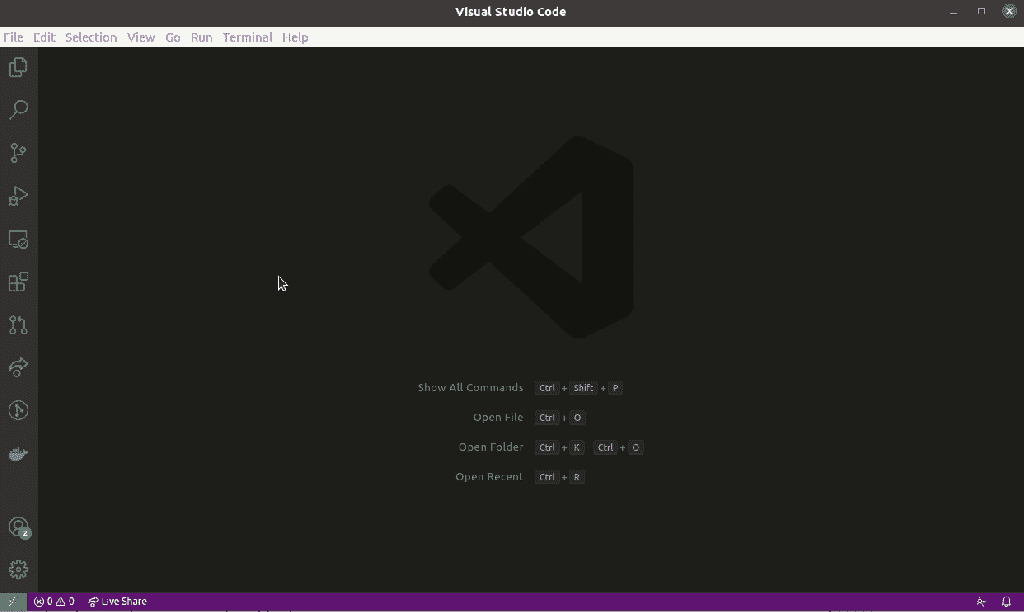 Visual Studio Code
File Edit Selection View Go Run Terminal Help
Show All Commands Ctrl + Shift + P
Open File Ctrl + O
Open Folder Ctrl + K Ctrl + O
Open Recent Ctrl + R
2
0 0 Live Share